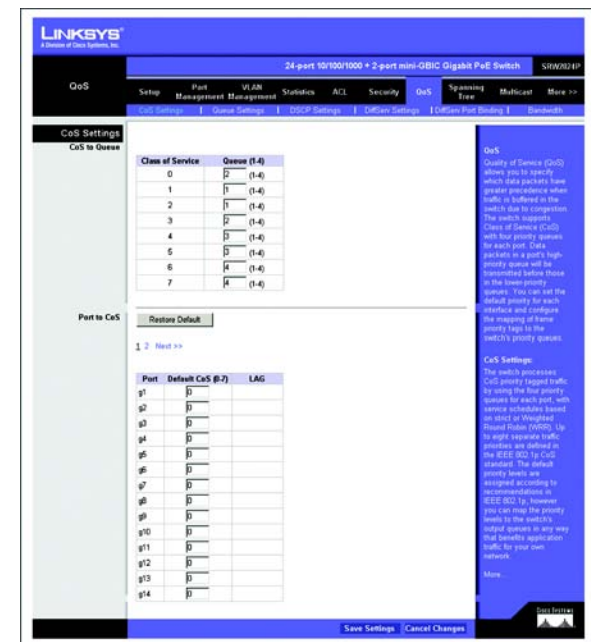 LINKSYS®
A Division of Cisco Systems, Inc.
24-port 10/100/1000 + 2-port mini-GBIC Gigabit PoE Switch SRW2024P
QoS
Setup Port Management VLAN Management Statistics ACL Security QoS Spanning Tree Multicast More >>
CoS Settings | Queue Settings | DSCP Settings | DiffServ Settings | DiffServ Port Binding | Bandwidth
CoS Settings
CoS to Queue
Class of Service Queue (1-4)
0 2 (1-4)
1 1 (1-4)
2 1 (1-4)
3 2 (1-4)
4 3 (1-4)
5 3 (1-4)
6 4 (1-4)
7 4 (1-4)
Port to CoS
Restore Default
1 2 Next >>
Port Default CoS (0-7) LAG
g1 0
g2 0
g3 0
g4 0
g5 0
g6 0
g7 0
g8 0
g9 0
g10 0
g11 0
g12 0
g13 0
g14 0
QoS
Quality of Service (QoS)
allows you to specify
which data packets have
greater precedence when
traffic is buffered in the
switch due to congestion.
The switch supports
Class of Service (CoS)
with four priority queues
for each port. Data
packets in a port's high-
priority queue will be
transmitted before those
in the lower-priority
queues. You can set the
default priority for each
interface and configure
the mapping of frame
priority tags to the
switch's priority queues.
CoS Settings:
The switch processes
CoS priority tagged traffic
by using the four priority
queues for each port, with
service schedules based
on strict or Weighted
Round Robin (WRR). Up
to eight separate traffic
priorities are defined in
the IEEE 802.1p CoS
standard. The default
priority levels are
assigned according to
recommendations in
IEEE 802.1p, however
you can map the priority
levels to the switch's
output queues in any way
that benefits application
traffic for your own
network.
More...
Save Settings Cancel Changes
CISCO SYSTEMS